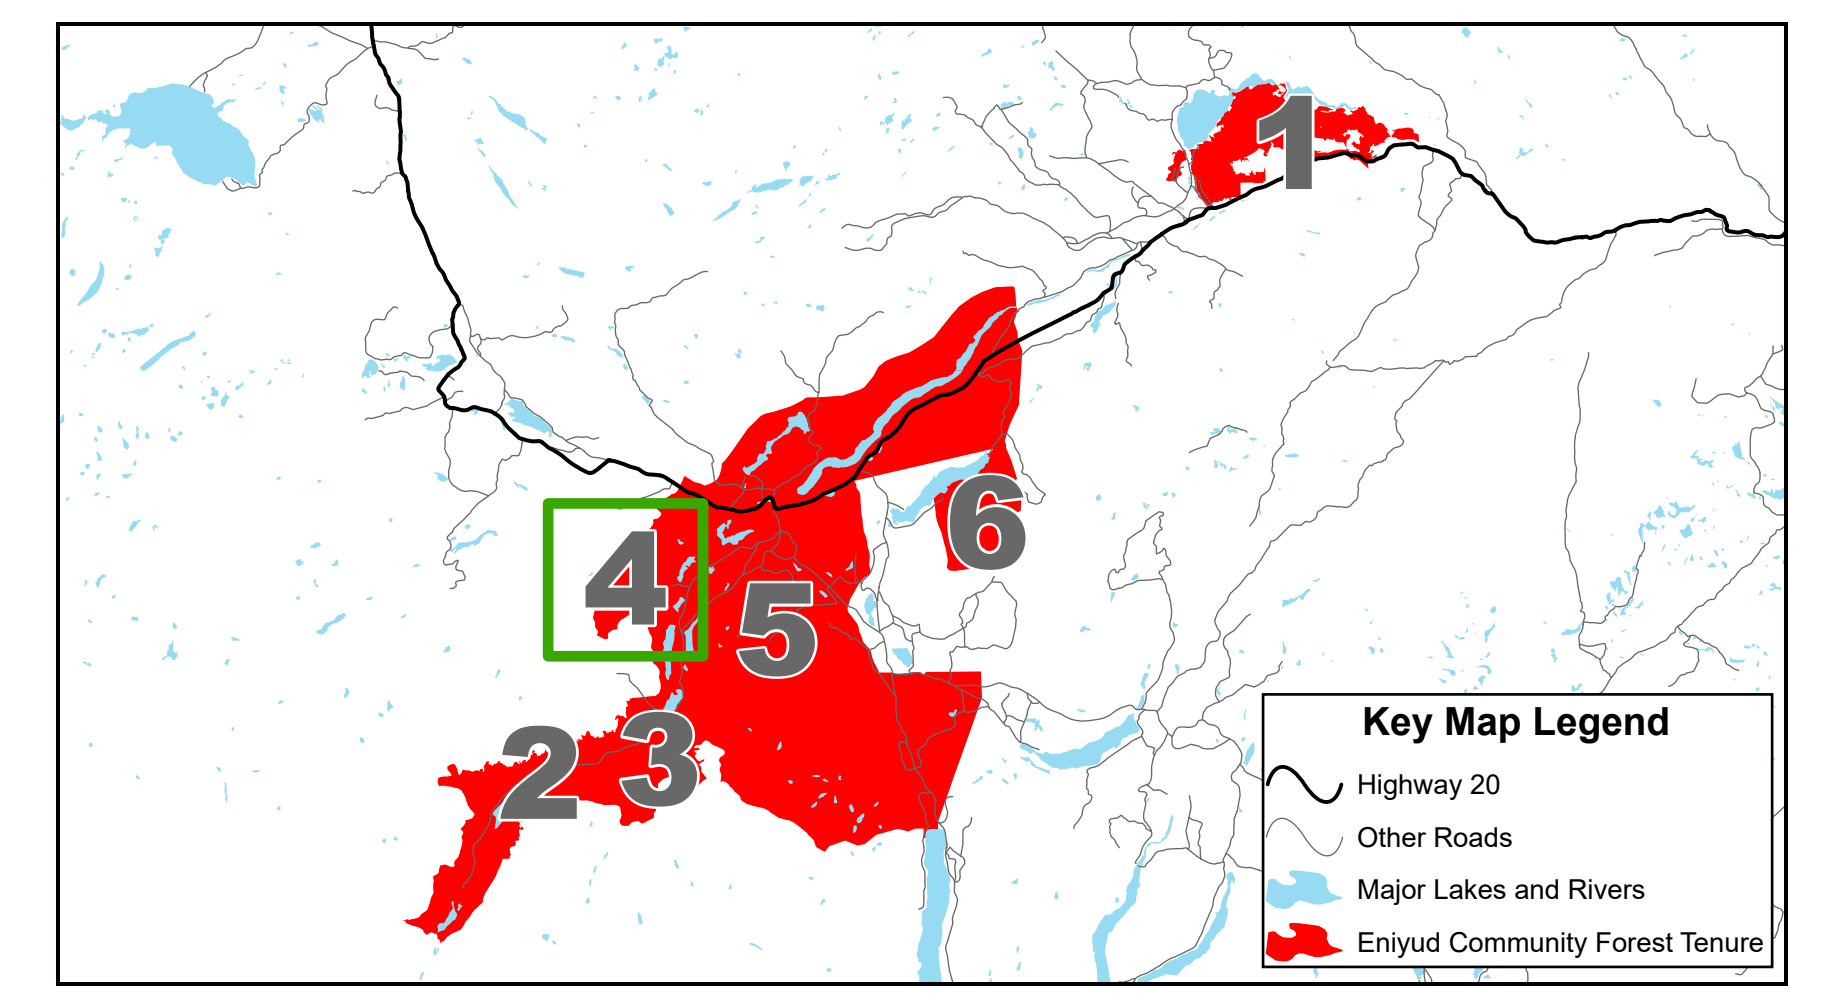 1
6
4
5
2
3
Key Map Legend
Highway 20
Other Roads
Major Lakes and Rivers
Eniyud Community Forest Tenure